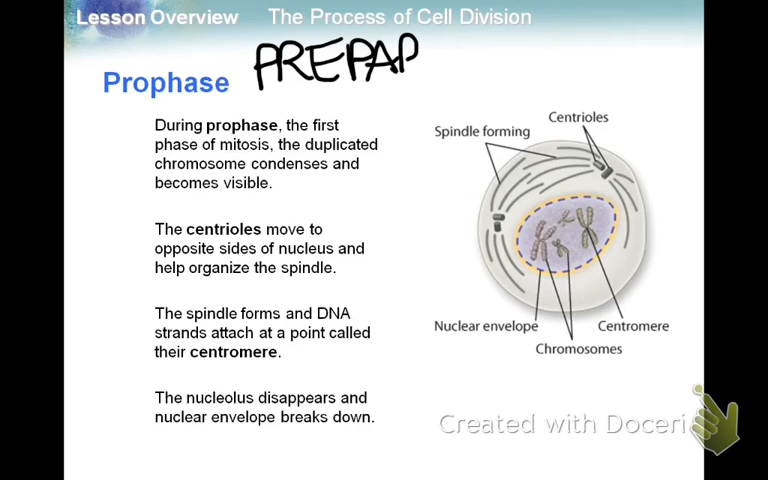 Lesson Overview The Process of Cell Division
PREPAP
Prophase
During prophase, the first
phase of mitosis, the duplicated
chromosome condenses and
becomes visible.
The centrioles move to
opposite sides of nucleus and
help organize the spindle.
The spindle forms and DNA
strands attach at a point called
their centromere.
The nucleolus disappears and
nuclear envelope breaks down.
Centrioles
Spindle forming
Nuclear envelope
Centromere
Chromosomes
Created with Doceri